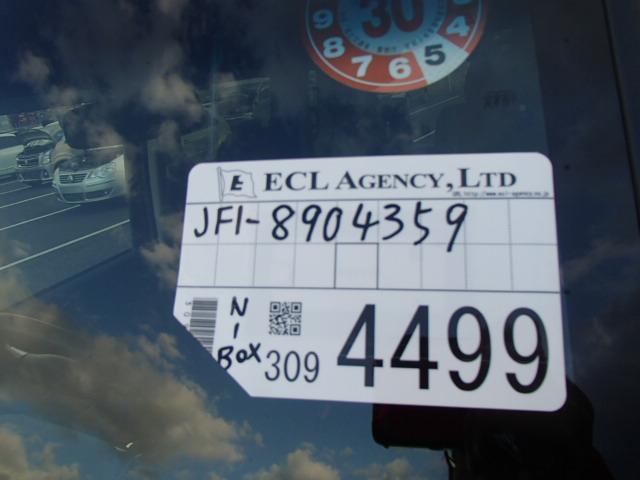 30
9 8 7 6 5 4
E ECL AGENCY, LTD
JF1-8904359
N-
Box
309 4499